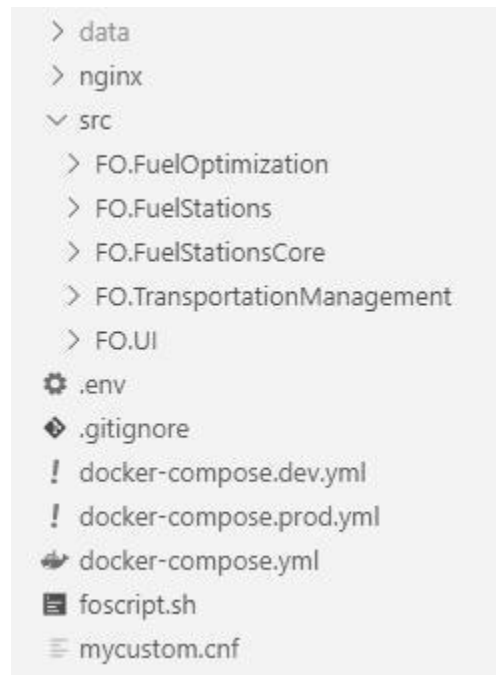 data
nginx
src
FO.FuelOptimization
FO.FuelStations
FO.FuelStationsCore
FO.TransportationManagement
FO.UI
.env
.gitignore
docker-compose.dev.yml
docker-compose.prod.yml
docker-compose.yml
foscript.sh
mycustom.cnf